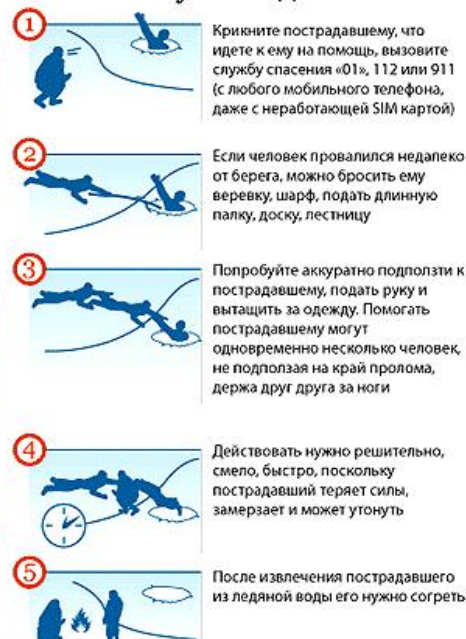 1
Крикните пострадавшему, что
идете к ему на помощь, вызовите
службу спасения «01», 112 или 911
(с любого мобильного телефона,
даже с неработающей SIM картой)
2
Если человек провалился недалеко
от берега, можно бросить ему
веревку, шарф, подать длинную
палку, доску, лестницу
3
Попробуйте аккуратно подползти к
пострадавшему, подать руку и
вытащить за одежду. Помогать
пострадавшему могут
одновременно несколько человек,
не подползая на край пролома,
держа друг друга за ноги
4
Действовать нужно решительно,
смело, быстро, поскольку
пострадавший теряет силы,
замерзает и может утонуть
5
После извлечения пострадавшего
из ледяной воды его нужно согреть